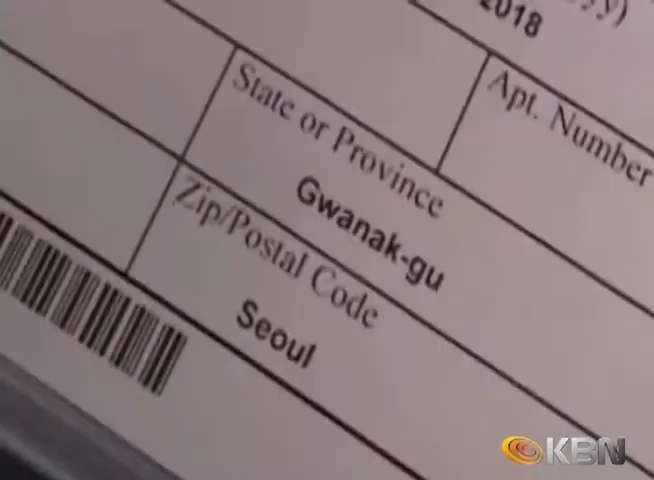 2018
Apt. Number
State or Province
Gwanak-gu
Zip/Postal Code
Seoul
KBN